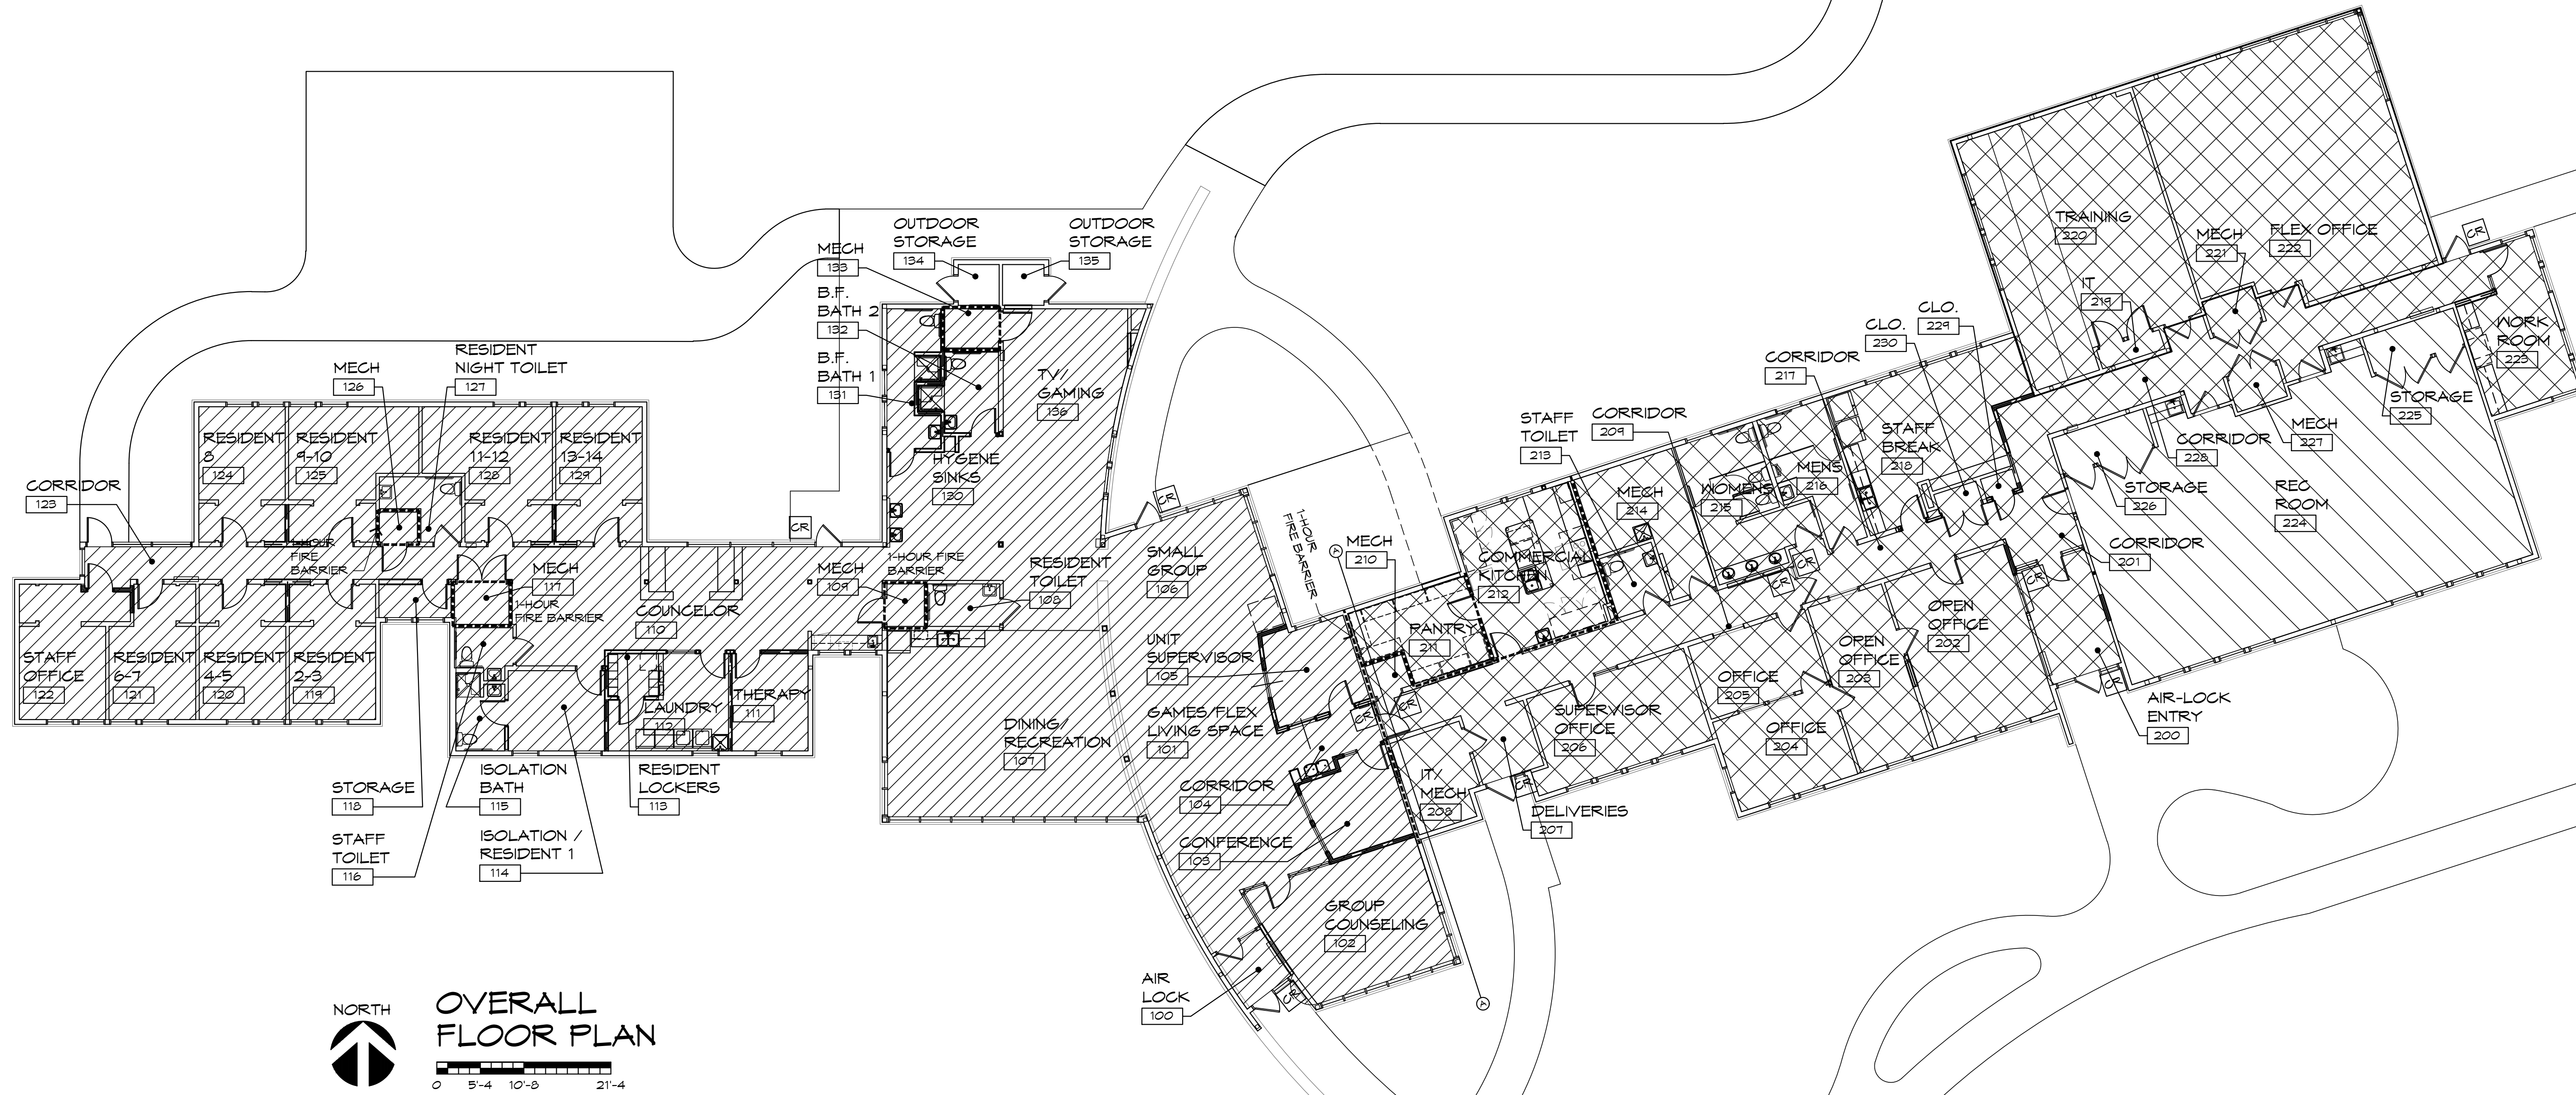 OUTDOOR
STORAGE
134
OUTDOOR
STORAGE
135
MECH
133
B.F.
BATH 2
132
B.F.
BATH 1
131
TV//
GAMING
136
HYGENE
SINKS
130
MECH
126
RESIDENT
NIGHT TOILET
127
RESIDENT
8
124
RESIDENT
9-10
125
RESIDENT
11-12
128
RESIDENT
13-14
129
CORRIDOR
123
1-HOUR
FIRE
BARRIER
MECH
117
1-HOUR
FIRE BARRIER
COUNCELOR
110
CR
MECH
109
1-HOUR FIRE
BARRIER
RESIDENT
TOILET
108
STAFF
OFFICE
122
RESIDENT
6-7
121
RESIDENT
4-5
120
RESIDENT
2-3
119
LAUNDRY
112
THERAPY
111
STORAGE
118
ISOLATION
BATH
115
RESIDENT
LOCKERS
113
STAFF
TOILET
116
ISOLATION /
RESIDENT 1
114
DINING/
RECREATION
107
CR
SMALL
GROUP
106
UNIT
SUPERVISOR
105
GAMES/FLEX
LIVING SPACE
101
CORRIDOR
104
CONFERENCE
103
GROUP
COUNSELING
102
AIR
LOCK
100
CR
A
1-HOUR
FIRE BARRIER
A
MECH
210
PANTRY
211
COMMERCIAL
KITCHEN
212
CR
CR
IT/
MECH
208
CR
DELIVERIES
207
SUPERVISOR
OFFICE
206
OFFICE
205
OFFICE
204
OPEN
OFFICE
203
OPEN
OFFICE
202
STAFF
TOILET
213
CORRIDOR
209
MECH
214
WOMENS
215
MENS
216
CR
CR
CORRIDOR
217
STAFF
BREAK
218
CLO.
230
CLO.
229
CR
CR
TRAINING
220
IT
219
MECH
221
FLEX OFFICE
222
CR
WORK
ROOM
223
STORAGE
225
MECH
227
CORRIDOR
228
STORAGE
226
REC
ROOM
224
CORRIDOR
201
AIR-LOCK
ENTRY
200
NORTH
OVERALL
FLOOR PLAN
0 5'-4 10'-8 21'-4